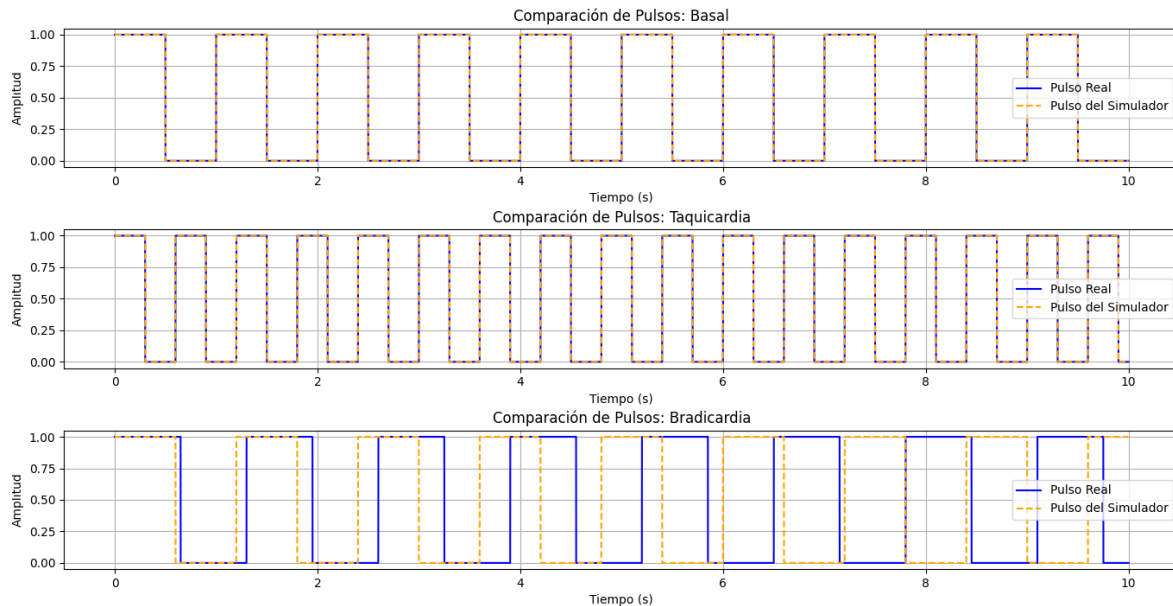 Comparación de Pulsos: Basal
1.00
0.75
0.50
0.25
0.00
Amplitud
Pulso Real
Pulso del Simulador
0 2 4 6 8 10
Tiempo (s)
Comparación de Pulsos: Taquicardia
1.00
0.75
0.50
0.25
0.00
Amplitud
Pulso Real
Pulso del Simulador
0 2 4 6 8 10
Tiempo (s)
Comparación de Pulsos: Bradicardia
1.00
0.75
0.50
0.25
0.00
Amplitud
Pulso Real
Pulso del Simulador
0 2 4 6 8 10
Tiempo (s)